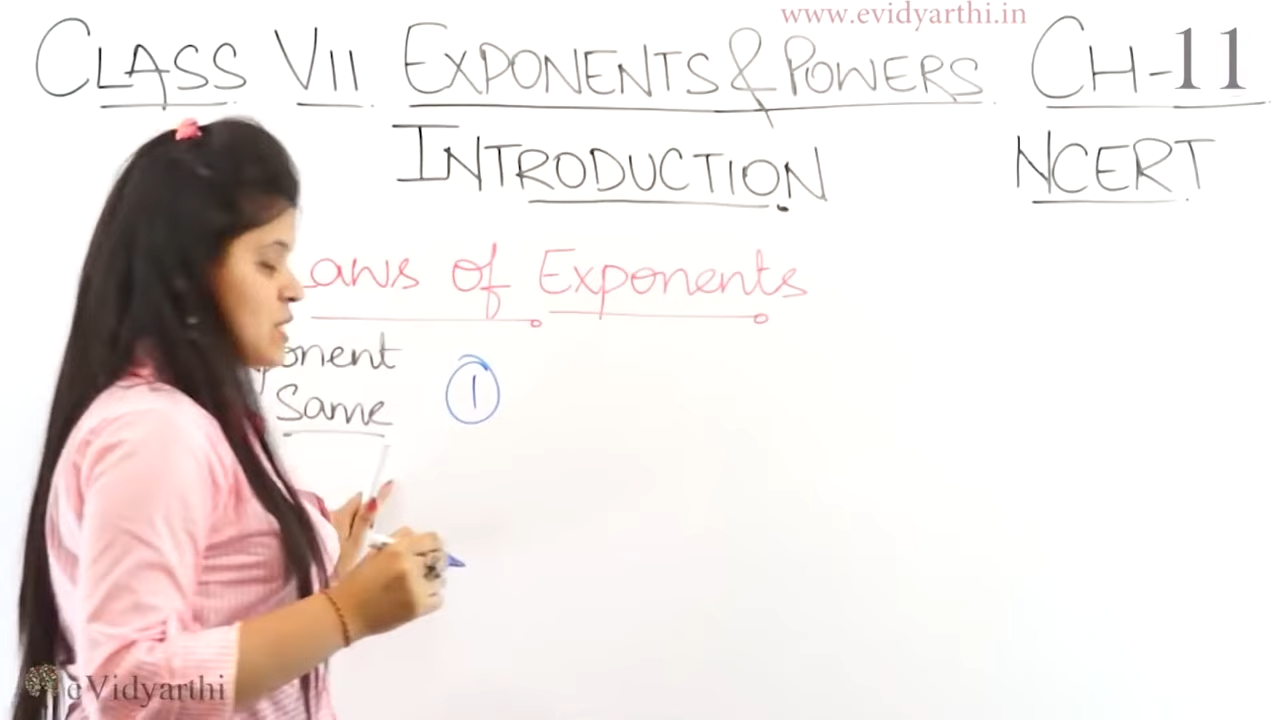 www.evidyarthi.in
CLASS VII EXPONENTS & POWERS CH-11
INTRODUCTION NCERT
aws of Exponents
onent
Same
1
eVidyarthi